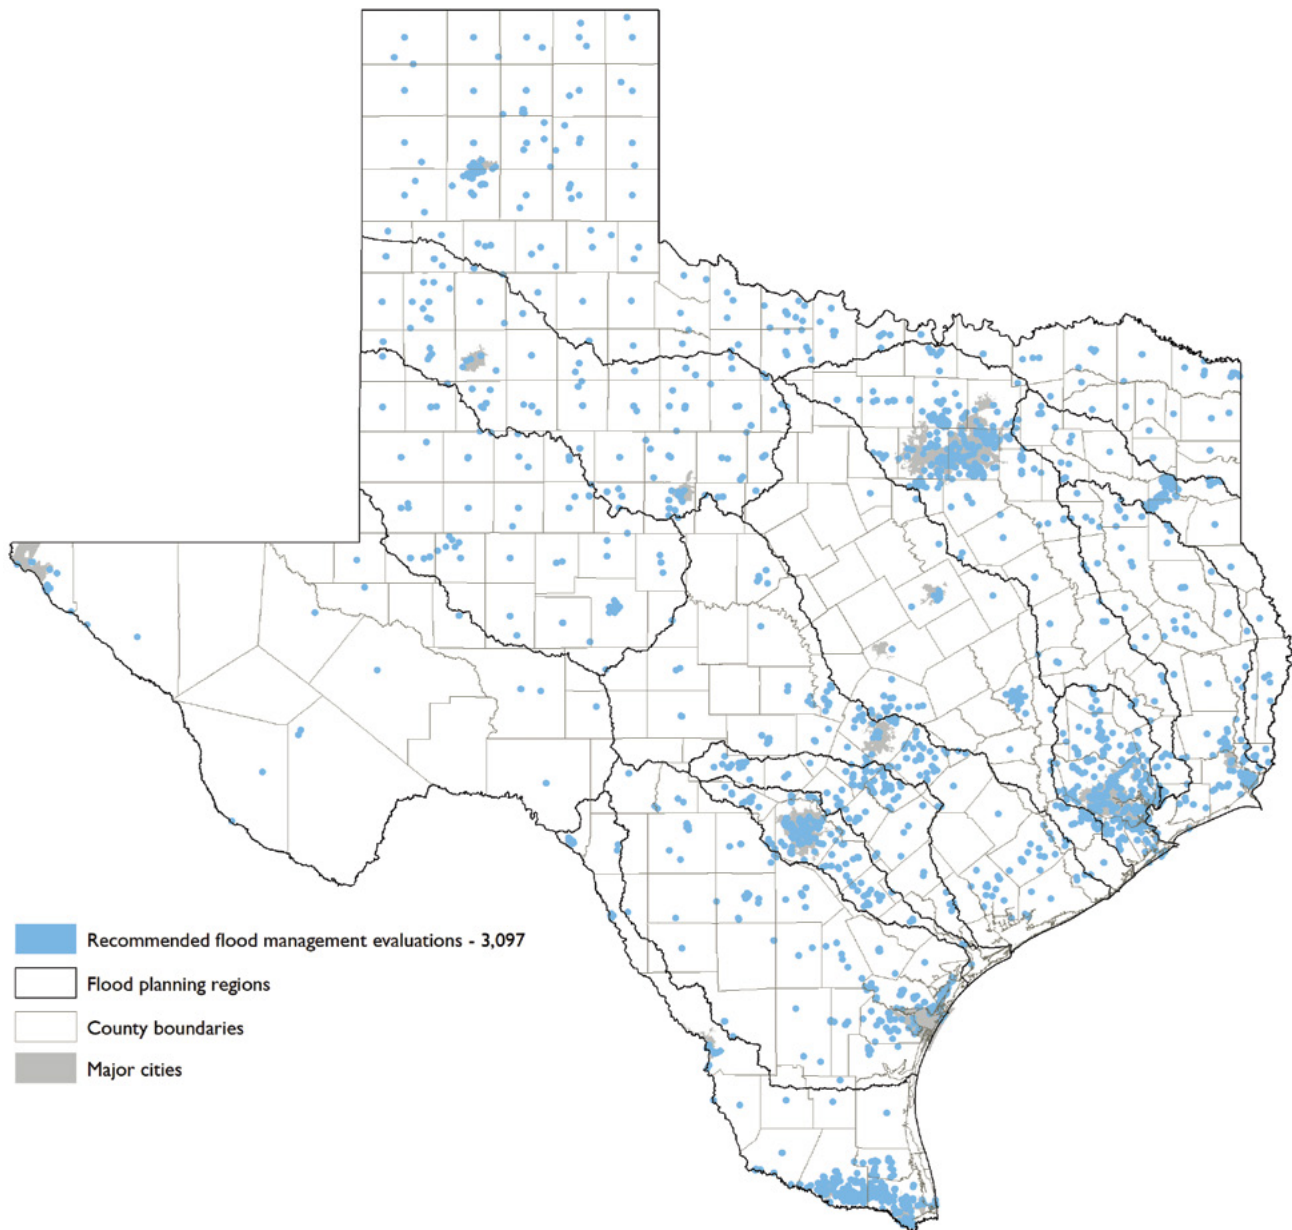 Recommended flood management evaluations - 3,097
Flood planning regions
County boundaries
Major cities